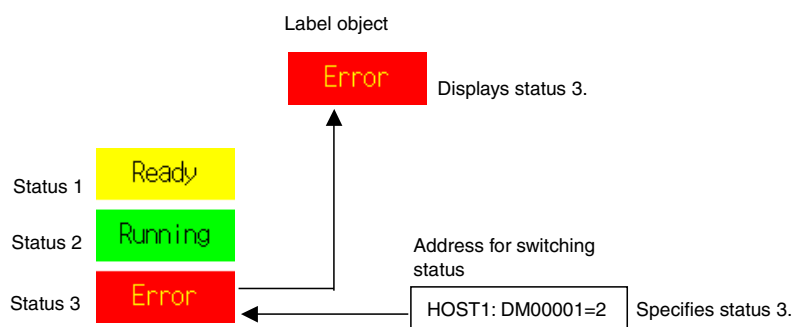 Label object
Error
Displays status 3.
Status 1
Ready
Status 2
Running
Status 3
Error
Address for switching
status
HOST1: DM00001=2
Specifies status 3.